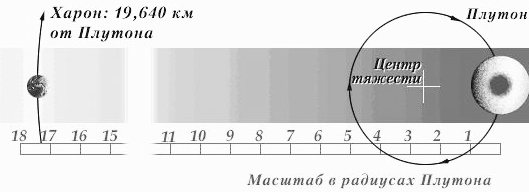 Харон: 19,640 км
от Плутона
Плутон
Центр
тяжести
18 17 16 15 11 10 9 8 7 6 5 4 3 2 1
Масштаб в радиусах Плутона